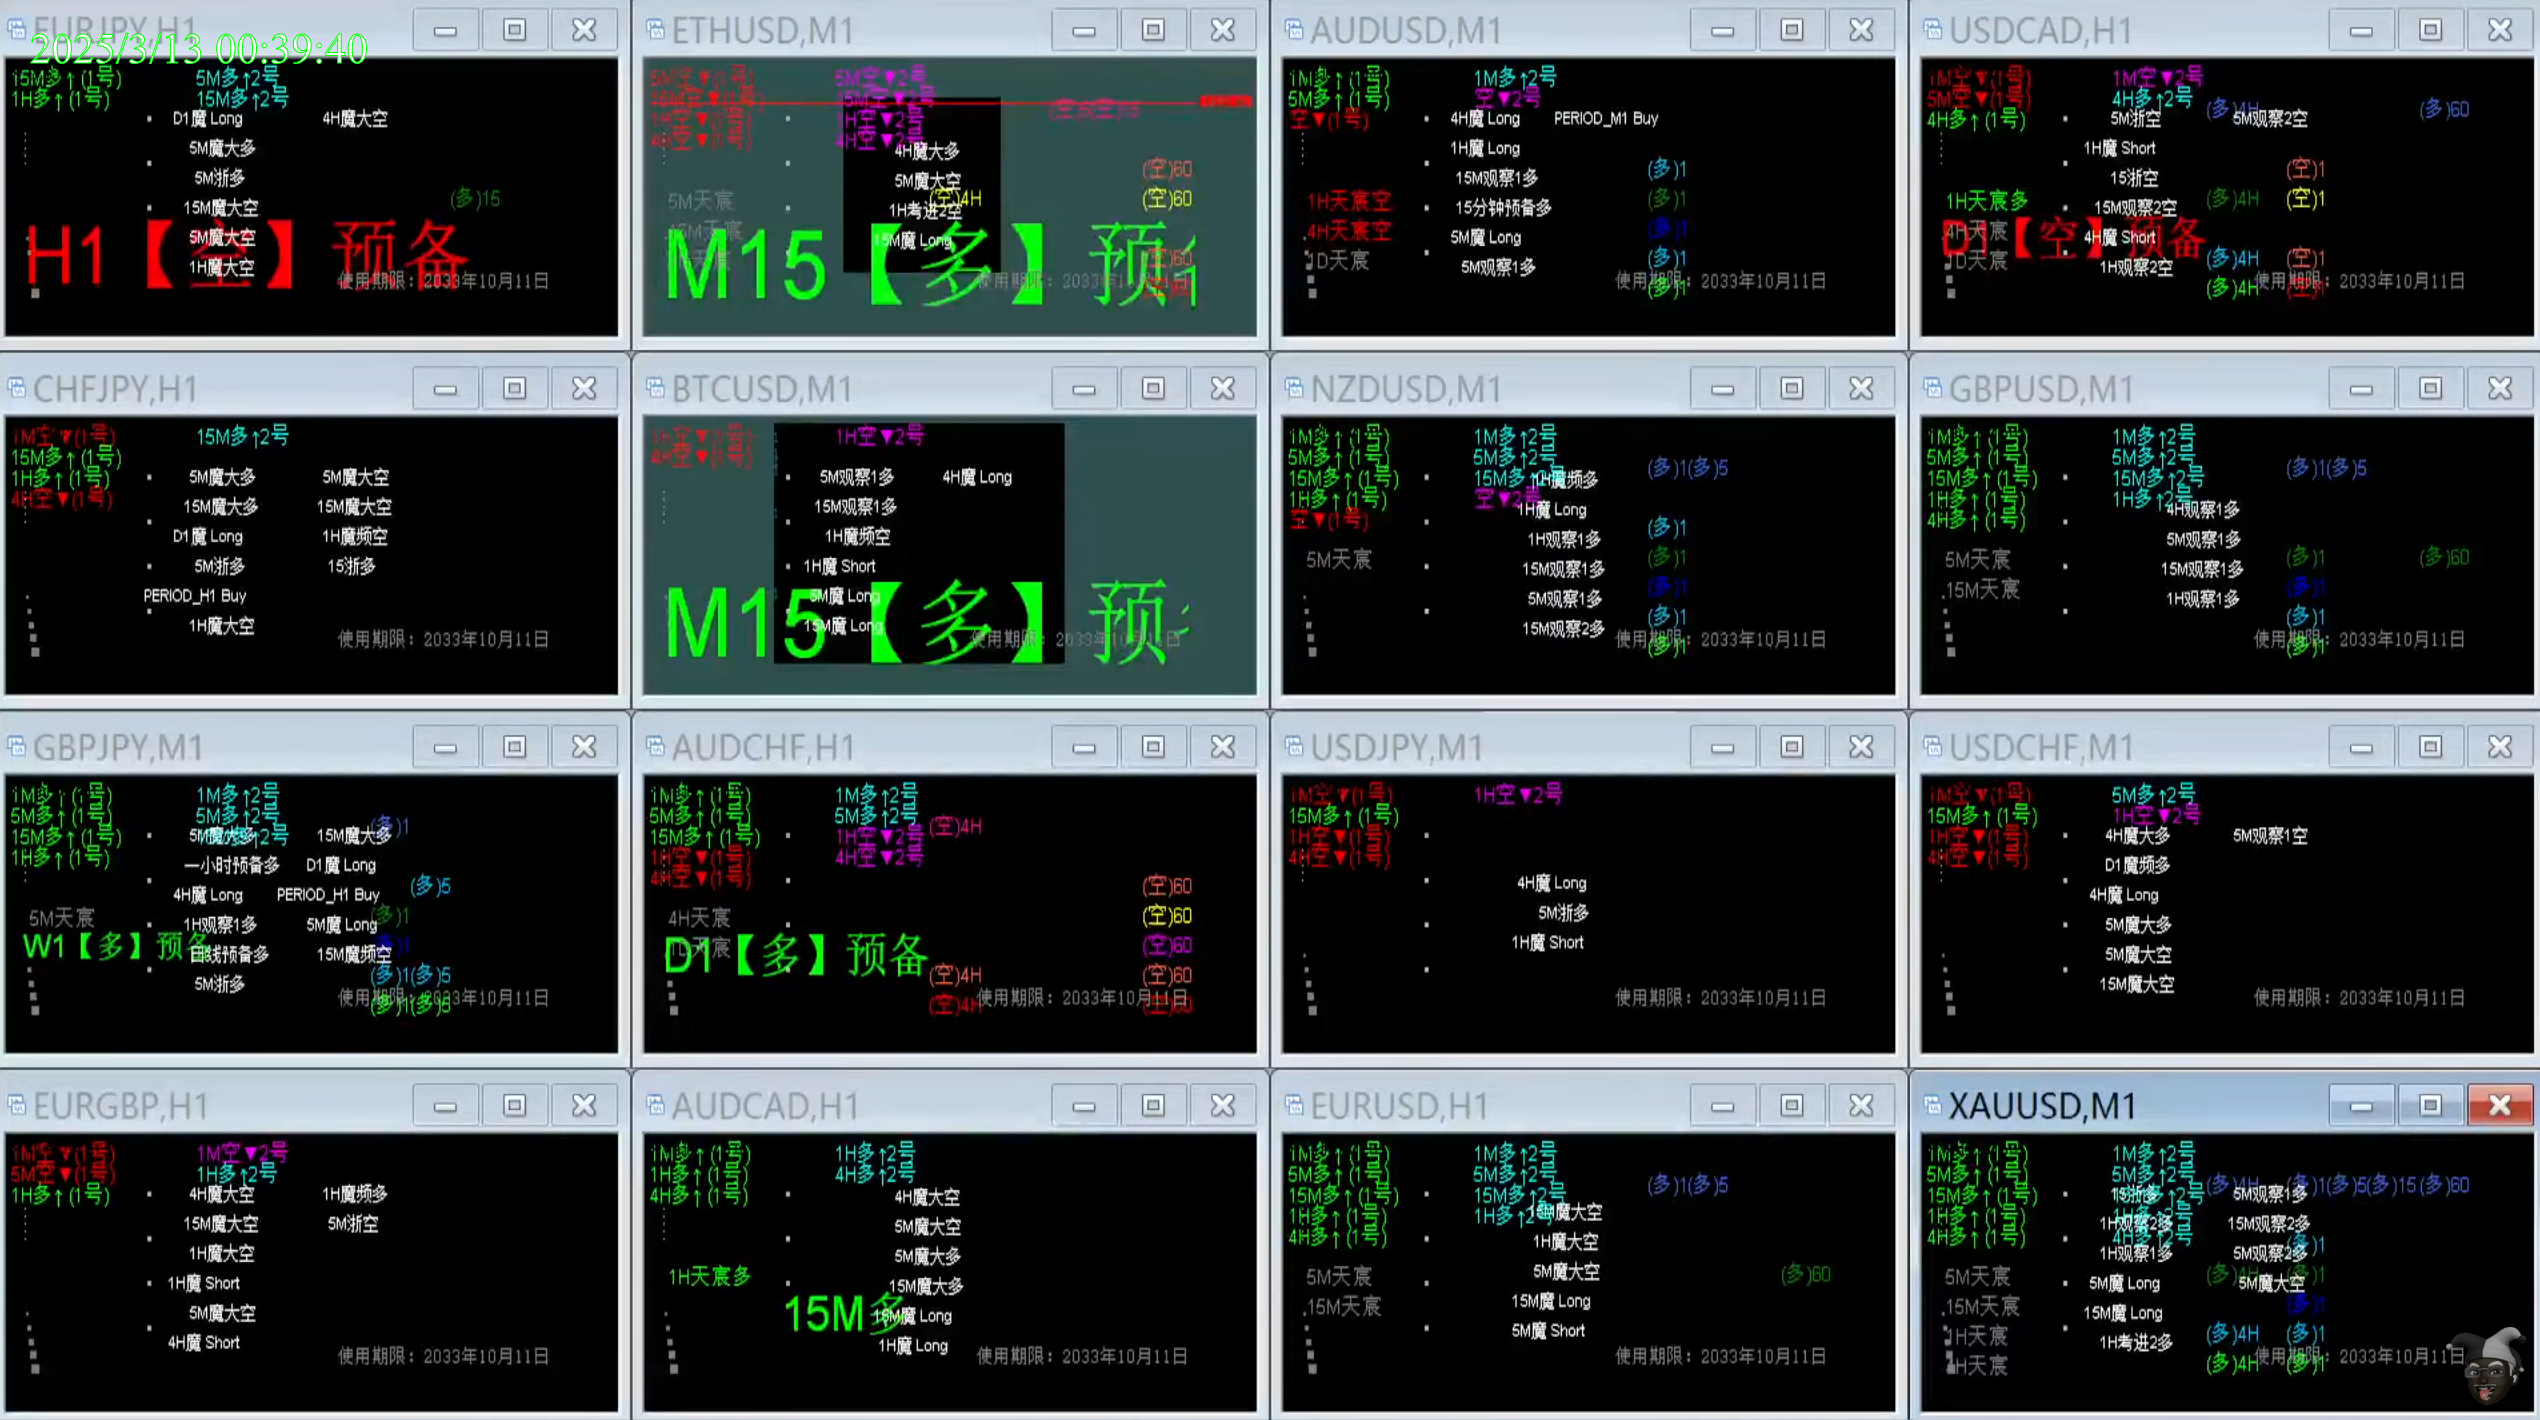 EURJPY,H1
2025/3/13 00:39:40
15M多↑(1号) 5M多↑2号
1H多↑(1号) 15M多↑2号
D1魔 Long 4H魔大空
5M魔大多
5M浙多
15M魔大空 (多)15
5M魔大空
H1【空】预备
1H魔大空
使用期限：2033年10月11日
ETHUSD,M1
5M空▼(1号) 5M空▼2号
15M空▼(1号) 15M空▼2号
1H空▼(1号) 1H空▼2号
4H空▼(1号) 4H空▼2号
4H魔大多
5M魔大空 (空)60
5M天宸 (空)4H (空)60
1H考进2空
15M魔 Long
M15【多】预
(空)60
AUDUSD,M1
1M多↑(1号) 1M多↑2号
5M多↑(1号) 空▼2号
空▼(1号) 4H魔 Long PERIOD_M1 Buy
1H魔 Long
15M观察1多 (多)1
1H天宸空 15分钟预备多 (多)1
4H天宸空 5M魔 Long (多)1
1D天宸 5M观察1多 (多)1
使用期限：2033年10月11日
(多)1
USDCAD,H1
1M空▼(1号) 1M空▼2号
5M空▼(1号) 4H多↑2号
4H多↑(1号) 5M浙空 (多)4H 5M观察2空 (多)60
1H魔 Short
15浙空 (空)1
1H天宸多 15M观察2空 (多)4H (空)1
4H天宸 4H魔 Short
D1【空】预备
1D天宸 1H观察2空 (多)4H (空)1
(多)4H (空)1
使用期限：2033年10月11日
CHFJPY,H1
1M空▼(1号) 15M多↑2号
15M多↑(1号)
1H多↑(1号) 5M魔大多 5M魔大空
4H空▼(1号) 15M魔大多 15M魔大空
D1魔 Long 1H魔频空
5M浙多 15浙多
PERIOD_H1 Buy
1H魔大空
使用期限：2033年10月11日
BTCUSD,M1
1H空▼(1号) 1H空▼2号
4H空▼(1号)
5M观察1多 4H魔 Long
15M观察1多
1H魔频空
1H魔 Short
5M魔 Long
15M魔 Long
M15【多】预
NZDUSD,M1
1M多↑(1号) 1M多↑2号
5M多↑(1号) 5M多↑2号 (多)1(多)5
15M多↑(1号) 15M多↑2号 1H魔频多
1H多↑(1号) 空▼2号 1H魔 Long
空▼(1号) 1H观察1多 (多)1
5M天宸 15M观察1多 (多)1
5M观察1多 (多)1
15M观察2多 (多)1
使用期限：2033年10月11日
(多)1
GBPUSD,M1
1M多↑(1号) 1M多↑2号
5M多↑(1号) 5M多↑2号 (多)1(多)5
15M多↑(1号) 15M多↑2号
1H多↑(1号) 1H多↑2号
4H多↑(1号) 4H观察1多
5M观察1多
5M天宸 15M观察1多 (多)1 (多)60
15M天宸 1H观察1多 (多)1
(多)1
使用期限：2033年10月11日
(多)1
GBPJPY,M1
1M多↑(1号) 1M多↑2号
5M多↑(1号) 5M多↑2号 (多)1
15M多↑(1号) 5M魔大多 15M魔大多
1H多↑(1号) 一小时预备多 D1魔 Long
4H魔 Long PERIOD_H1 Buy (多)5
5M天宸 1H观察1多 5M魔 Long (多)1
W1【多】预备 日线预备多 15M魔频空
5M浙多 (多)1(多)5
使用期限：2033年10月11日
(多)1(多)5
AUDCHF,H1
1M多↑(1号) 1M多↑2号
5M多↑(1号) 5M多↑2号
15M多↑(1号) 1H空▼2号 (空)4H
1H空▼(1号) 4H空▼2号
4H空▼(1号) (空)60
4H天宸 (空)60
1D天宸 (空)60
D1【多】预备
(空)4H (空)60
(空)4H (空)60
使用期限：2033年10月11日
USDJPY,M1
1M空▼(1号) 1H空▼2号
15M多↑(1号)
1H空▼(1号)
4H空▼(1号)
4H魔 Long
5M浙多
1H魔 Short
使用期限：2033年10月11日
USDCHF,M1
1M空▼(1号) 5M多↑2号
15M多↑(1号) 1H空▼2号
1H空▼(1号) 4H魔大多 5M观察1空
4H空▼(1号) D1魔频多
4H魔 Long
5M魔大多
5M魔大空
15M魔大空
使用期限：2033年10月11日
EURGBP,H1
1M空▼(1号) 1M空▼2号
5M空▼(1号) 1H多↑2号
1H多↑(1号) 4H魔大空 1H魔频多
15M魔大空 5M浙空
1H魔大空
1H魔 Short
5M魔大空
4H魔 Short
使用期限：2033年10月11日
AUDCAD,H1
1M多↑(1号) 1H多↑2号
1H多↑(1号) 4H多↑2号
4H多↑(1号) 4H魔大空
5M魔大空
5M魔大多
1H天宸多 15M魔大多
15M多 15M魔 Long
1H魔 Long
使用期限：2033年10月11日
EURUSD,H1
1M多↑(1号) 1M多↑2号
5M多↑(1号) 5M多↑2号 (多)1(多)5
15M多↑(1号) 15M多↑2号
1H多↑(1号) 1H多↑2号 15M魔大空
4H多↑(1号) 1H魔大空
5M天宸 5M魔大空 (多)60
15M天宸 15M魔 Long
5M魔 Short
使用期限：2033年10月11日
XAUUSD,M1
1M多↑(1号) 1M多↑2号
5M多↑(1号) 5M多↑2号 (多)4H (多)1(多)5(多)15(多)60
15M多↑(1号) 15浙多 5M观察1多
1H多↑(1号) 1H观察2多 15M观察2多
4H多↑(1号) 4H多↑2号 (多)1
1H观察1多 5M观察2多
5M天宸 5M魔 Long (多)4H 5M魔大空 (多)1
15M天宸 15M魔 Long (多)1
1H天宸 1H考进2多 (多)4H (多)1
4H天宸 (多)4H (多)1
使用期限：2033年10月11日